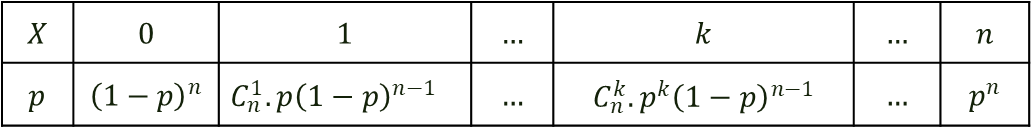 X 0 1 … k … n
p (1 − p)^n C_n^1.p(1 − p)^{n−1} … C_n^k.p^k(1 − p)^{n−1} … p^n